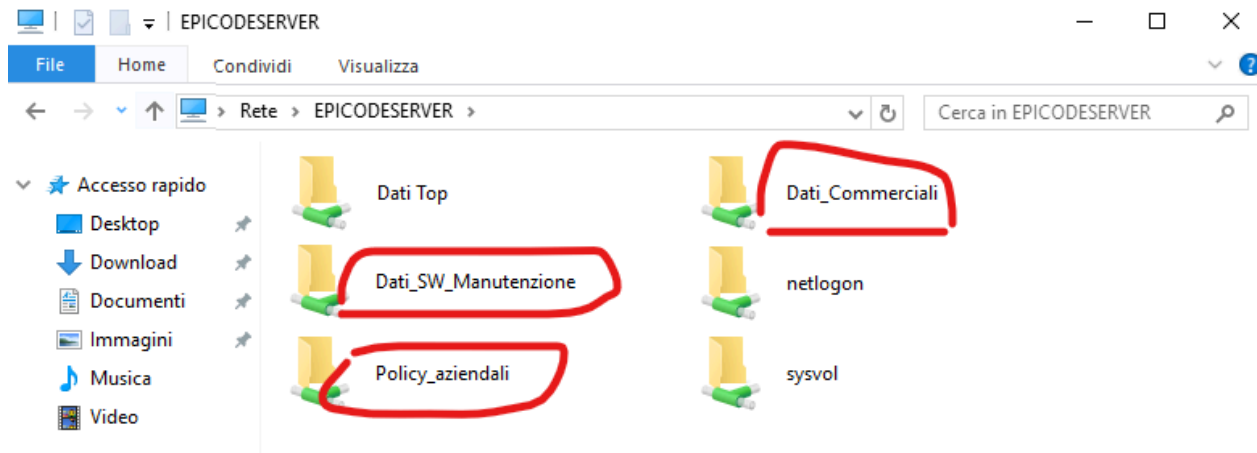 EPICODESERVER
File Home Condividi Visualizza
Rete EPICODESERVER
Cerca in EPICODESERVER
Accesso rapido
Desktop
Download
Documenti
Immagini
Musica
Video
Dati Top
Dati_Commerciali
Dati_SW_Manutenzione
netlogon
Policy_aziendali
sysvol